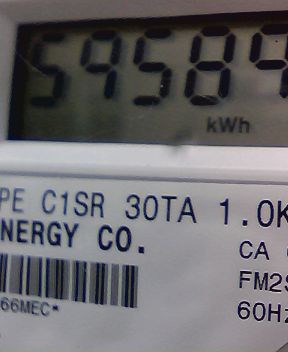 59584
kWh
PE C1SR 30TA 1.0K
NERGY CO.
CA
FM2S
66MEC*
60Hz